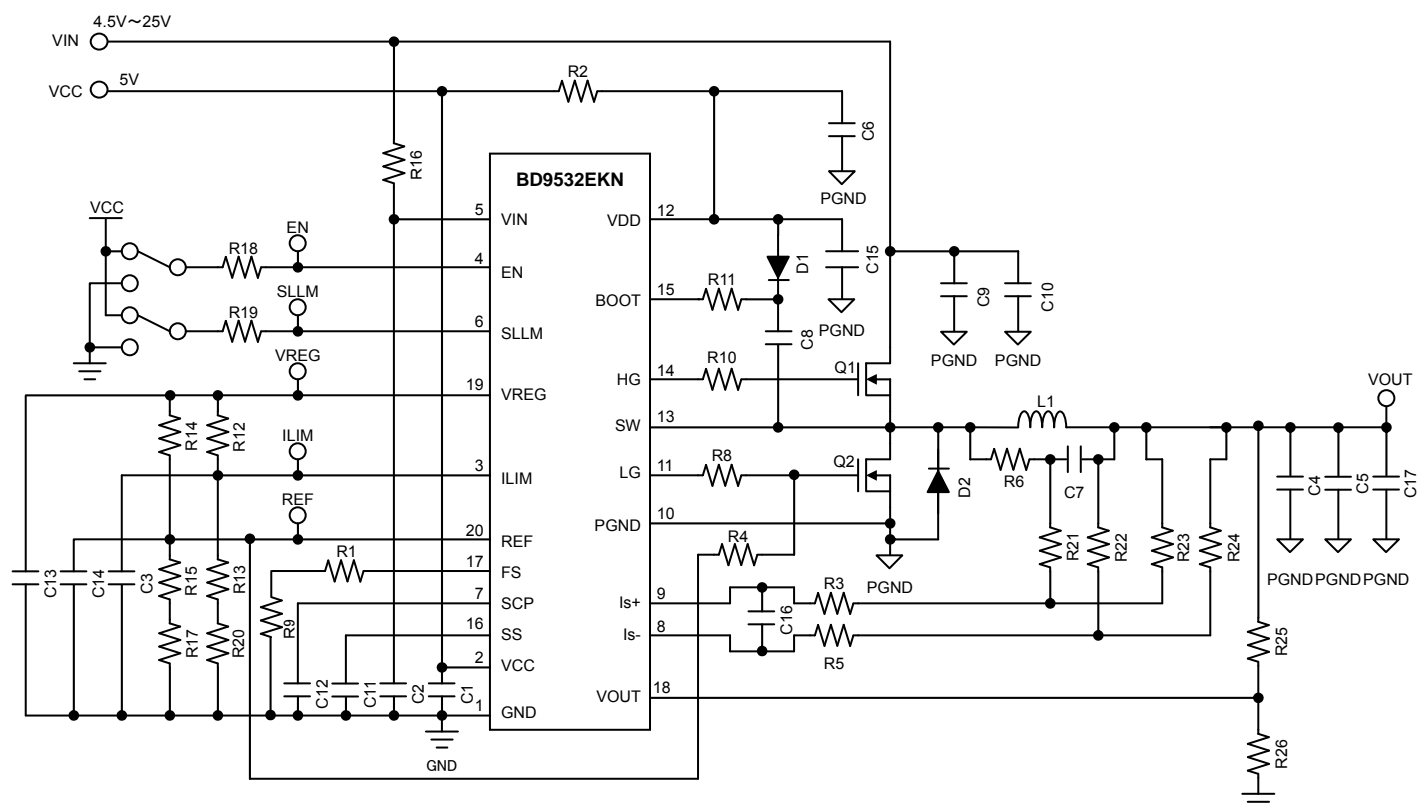 4.5V～25V
VIN
VCC
5V
R2
C6
PGND
R16
BD9532EKN
VCC
5
VIN
VDD
12
EN
R18
4
EN
D1
C15
PGND
SLLM
R19
6
SLLM
BOOT
15
R11
C8
C9
C10
PGND
PGND
VREG
19
VREG
HG
14
R10
Q1
VOUT
R14
R12
SW
13
L1
ILIM
3
ILIM
LG
11
R8
Q2
D2
R6
C7
C4
C5
C17
REF
20
REF
PGND
10
R4
PGND
R21
R22
R23
R24
PGND
PGND
PGND
R1
17
FS
C13
C14
C3
R15
R13
7
SCP
Is+
9
R3
C16
R9
16
SS
Is-
8
R5
R17
R20
2
VCC
R25
C12
C11
C2
C1
VOUT
18
1
GND
GND
R26